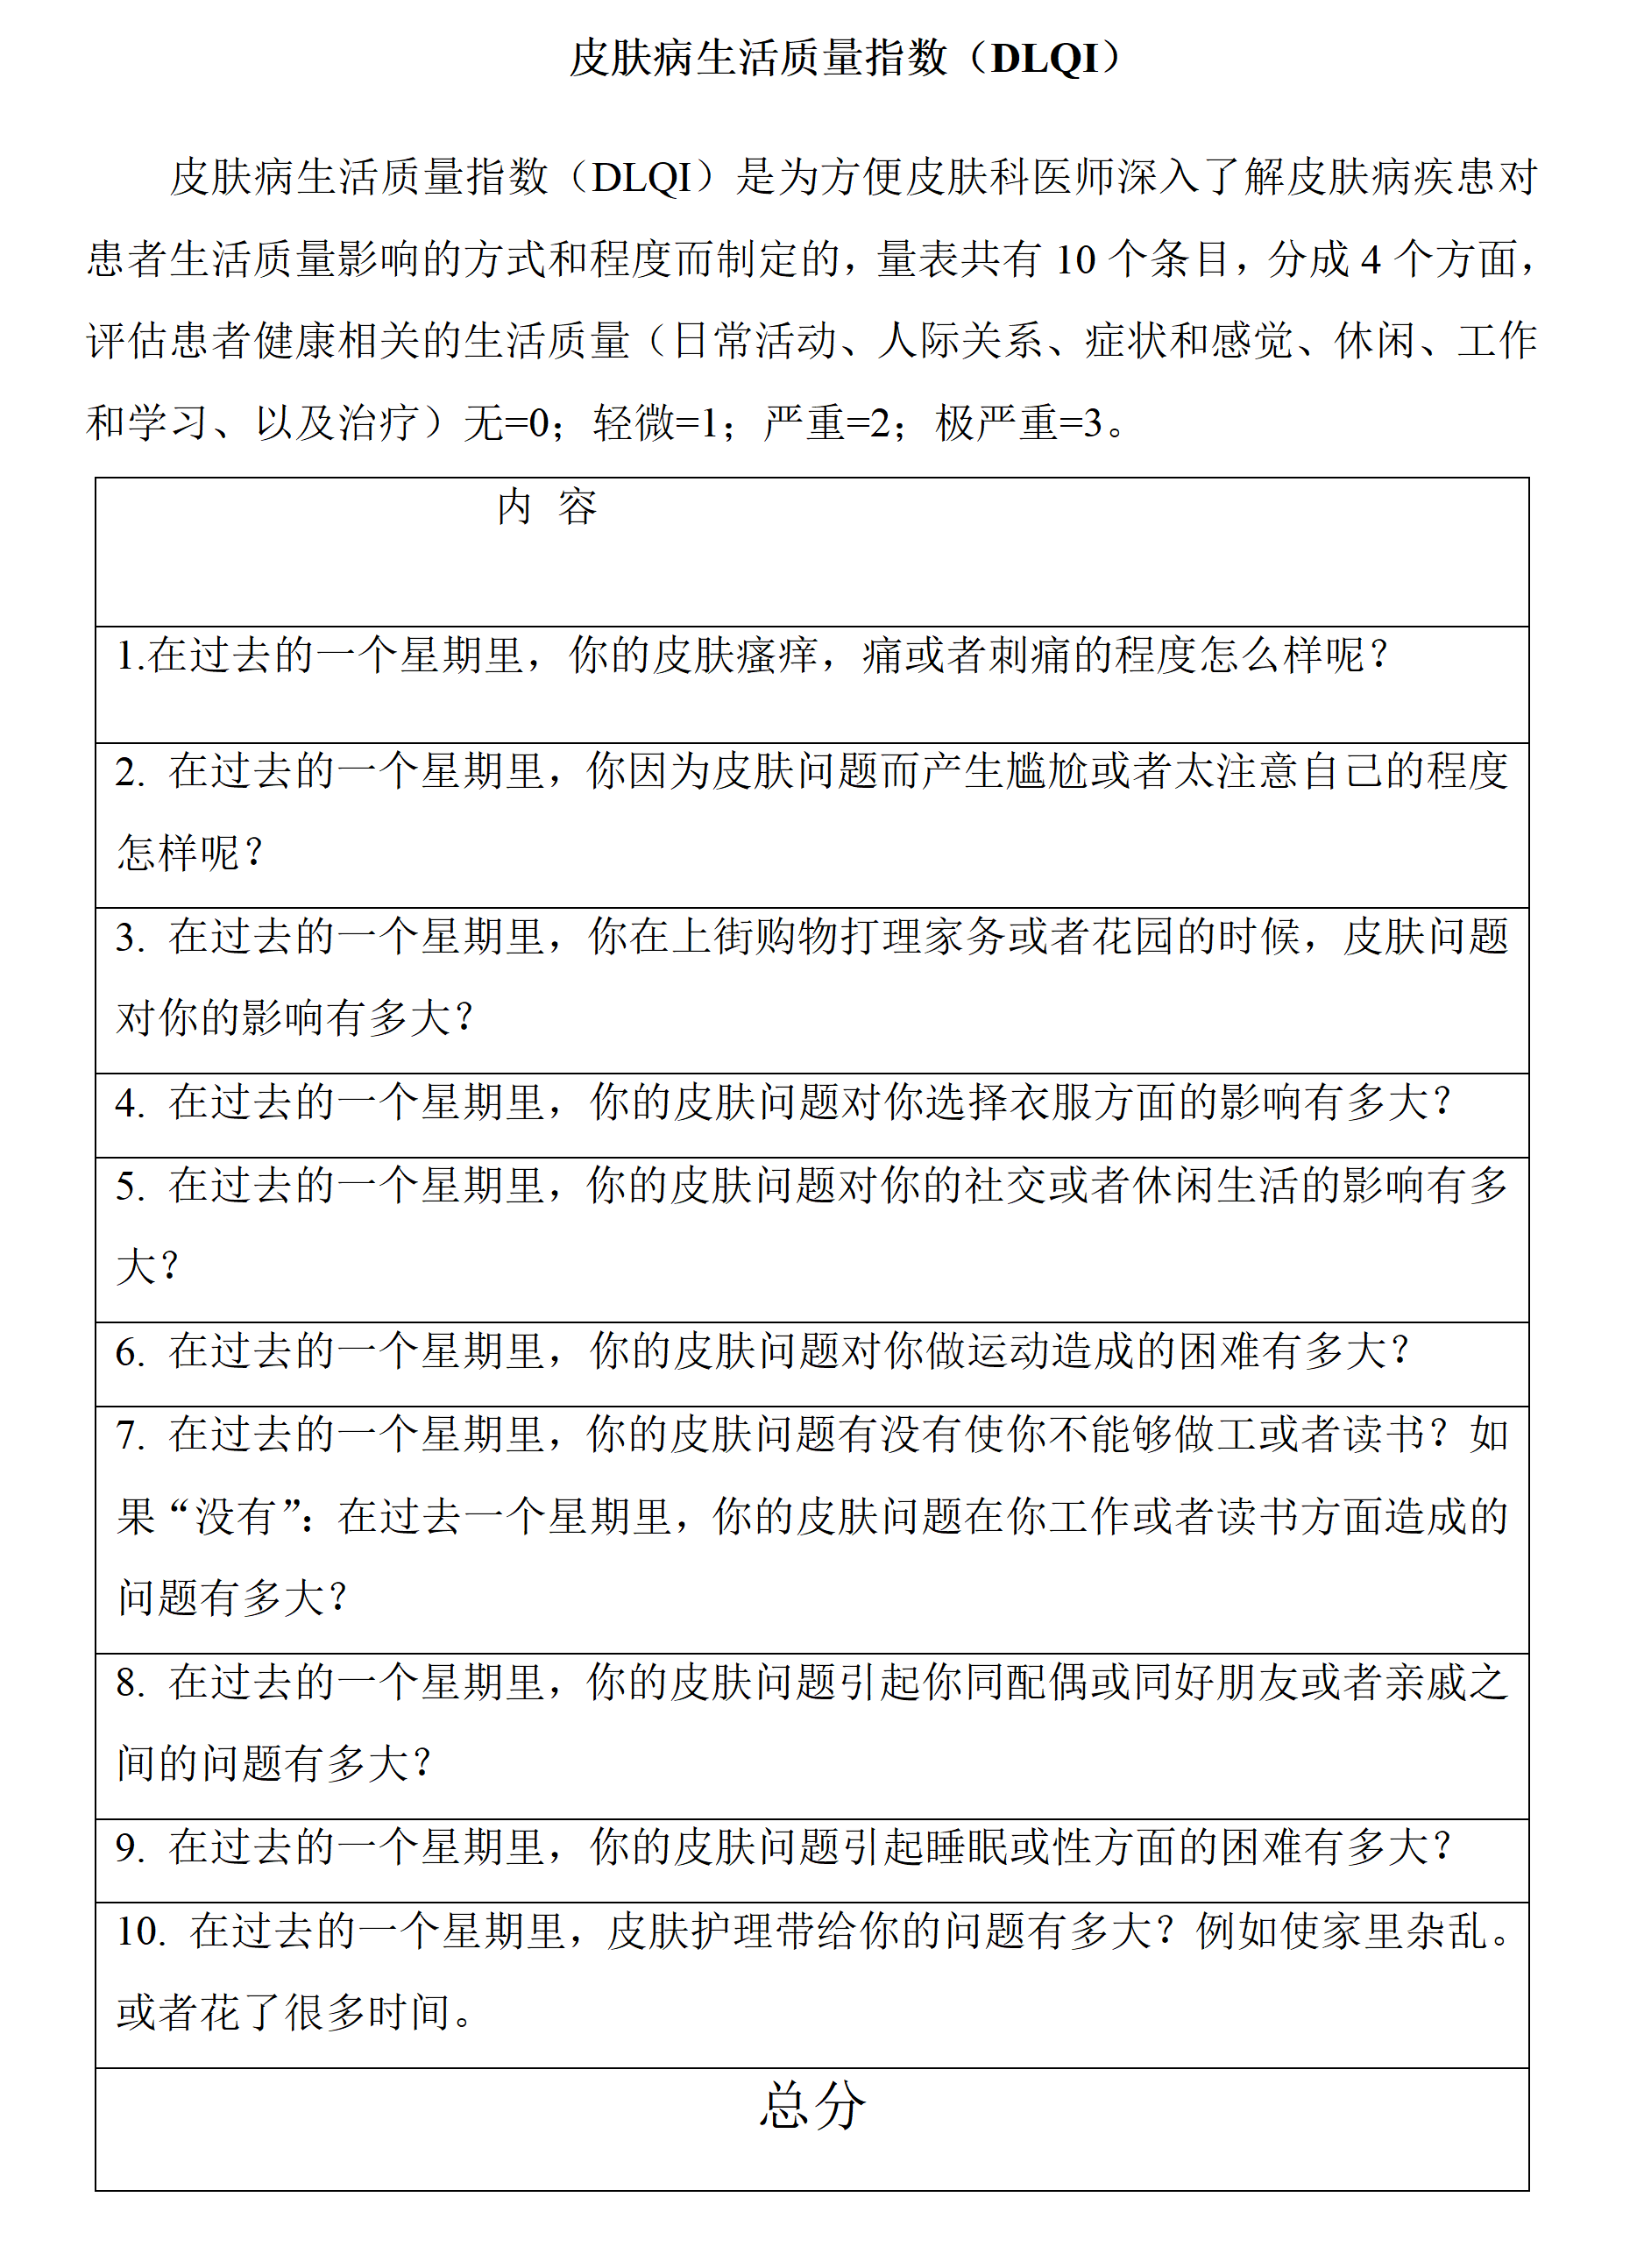 皮肤病生活质量指数（DLQI）
皮肤病生活质量指数（DLQI）是为方便皮肤科医师深入了解皮肤病疾患对
患者生活质量影响的方式和程度而制定的，量表共有 10 个条目，分成 4 个方面，
评估患者健康相关的生活质量（日常活动、人际关系、症状和感觉、休闲、工作
和学习、以及治疗）无=0；轻微=1；严重=2；极严重=3。
内 容
1.在过去的一个星期里，你的皮肤瘙痒，痛或者刺痛的程度怎么样呢？
2. 在过去的一个星期里，你因为皮肤问题而产生尴尬或者太注意自己的程度
怎样呢？
3. 在过去的一个星期里，你在上街购物打理家务或者花园的时候，皮肤问题
对你的影响有多大？
4. 在过去的一个星期里，你的皮肤问题对你选择衣服方面的影响有多大？
5. 在过去的一个星期里，你的皮肤问题对你的社交或者休闲生活的影响有多
大？
6. 在过去的一个星期里，你的皮肤问题对你做运动造成的困难有多大？
7. 在过去的一个星期里，你的皮肤问题有没有使你不能够做工或者读书？如
果“没有”：在过去一个星期里，你的皮肤问题在你工作或者读书方面造成的
问题有多大？
8. 在过去的一个星期里，你的皮肤问题引起你同配偶或同好朋友或者亲戚之
间的问题有多大？
9. 在过去的一个星期里，你的皮肤问题引起睡眠或性方面的困难有多大？
10. 在过去的一个星期里，皮肤护理带给你的问题有多大？例如使家里杂乱。
或者花了很多时间。
总分